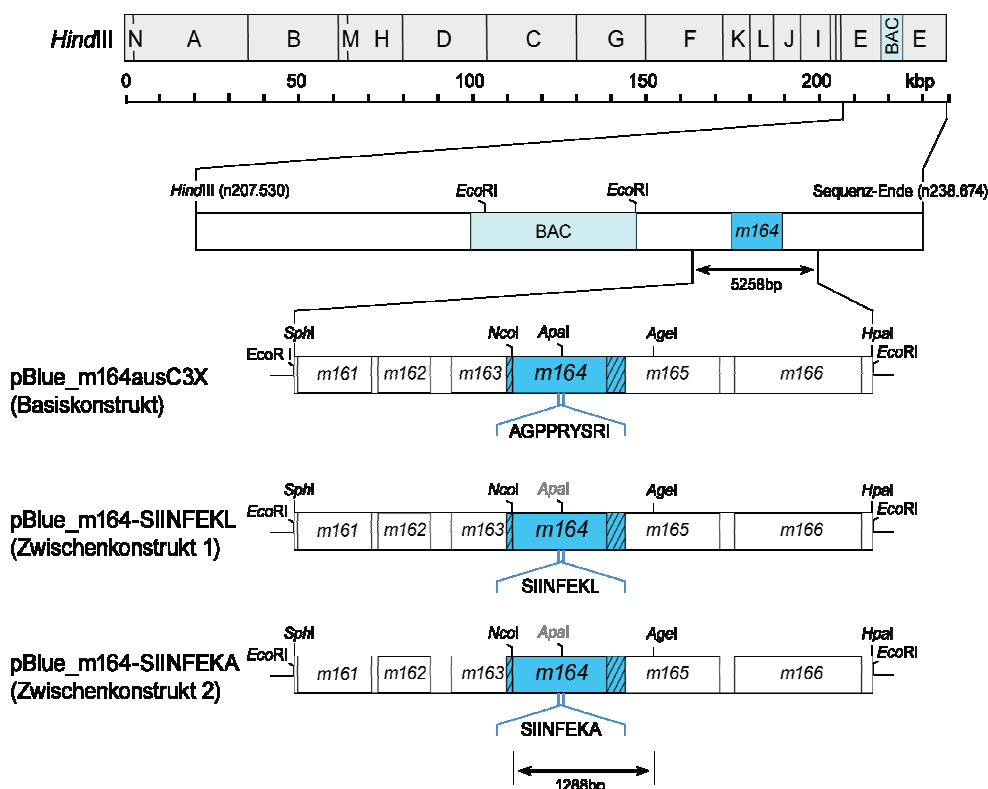 HindIII N A B M H D C G F K L J I E BAC E
0 50 100 150 200 kbp
HindIII (n207.530) EcoRI EcoRI Sequenz-Ende (n238.674)
BAC m164
5258bp
SphI NcoI ApaI AgeI HpaI
EcoR I EcoRI
pBlue_m164ausC3X
(Basiskonstrukt)
m161 m162 m163 m164 m165 m166
AGPPRYSRI
SphI NcoI ApaI AgeI HpaI
EcoRI EcoRI
pBlue_m164-SIINFEKL
(Zwischenkonstrukt 1)
m161 m162 m163 m164 m165 m166
SIINFEKL
SphI NcoI ApaI AgeI HpaI
EcoRI EcoRI
pBlue_m164-SIINFEKA
(Zwischenkonstrukt 2)
m161 m162 m163 m164 m165 m166
SIINFEKA
1288bp